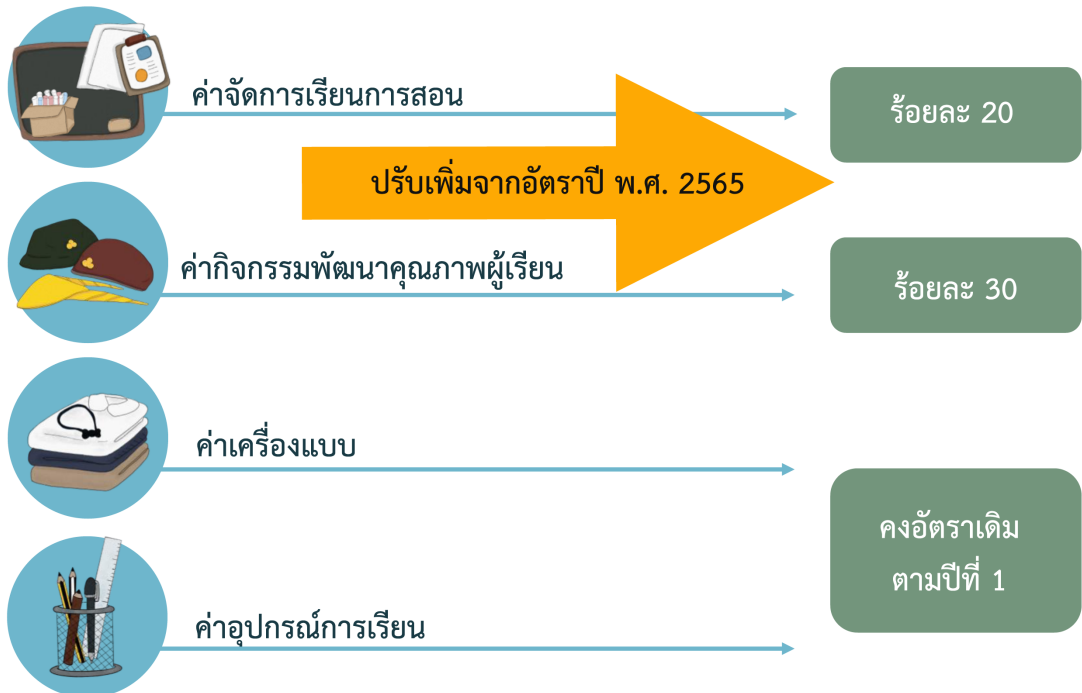 ค่าจัดการเรียนการสอน
ร้อยละ 20
ปรับเพิ่มจากอัตราปี พ.ศ. 2565
ค่ากิจกรรมพัฒนาคุณภาพผู้เรียน
ร้อยละ 30
ค่าเครื่องแบบ
คงอัตราเดิม
ตามปีที่ 1
ค่าอุปกรณ์การเรียน